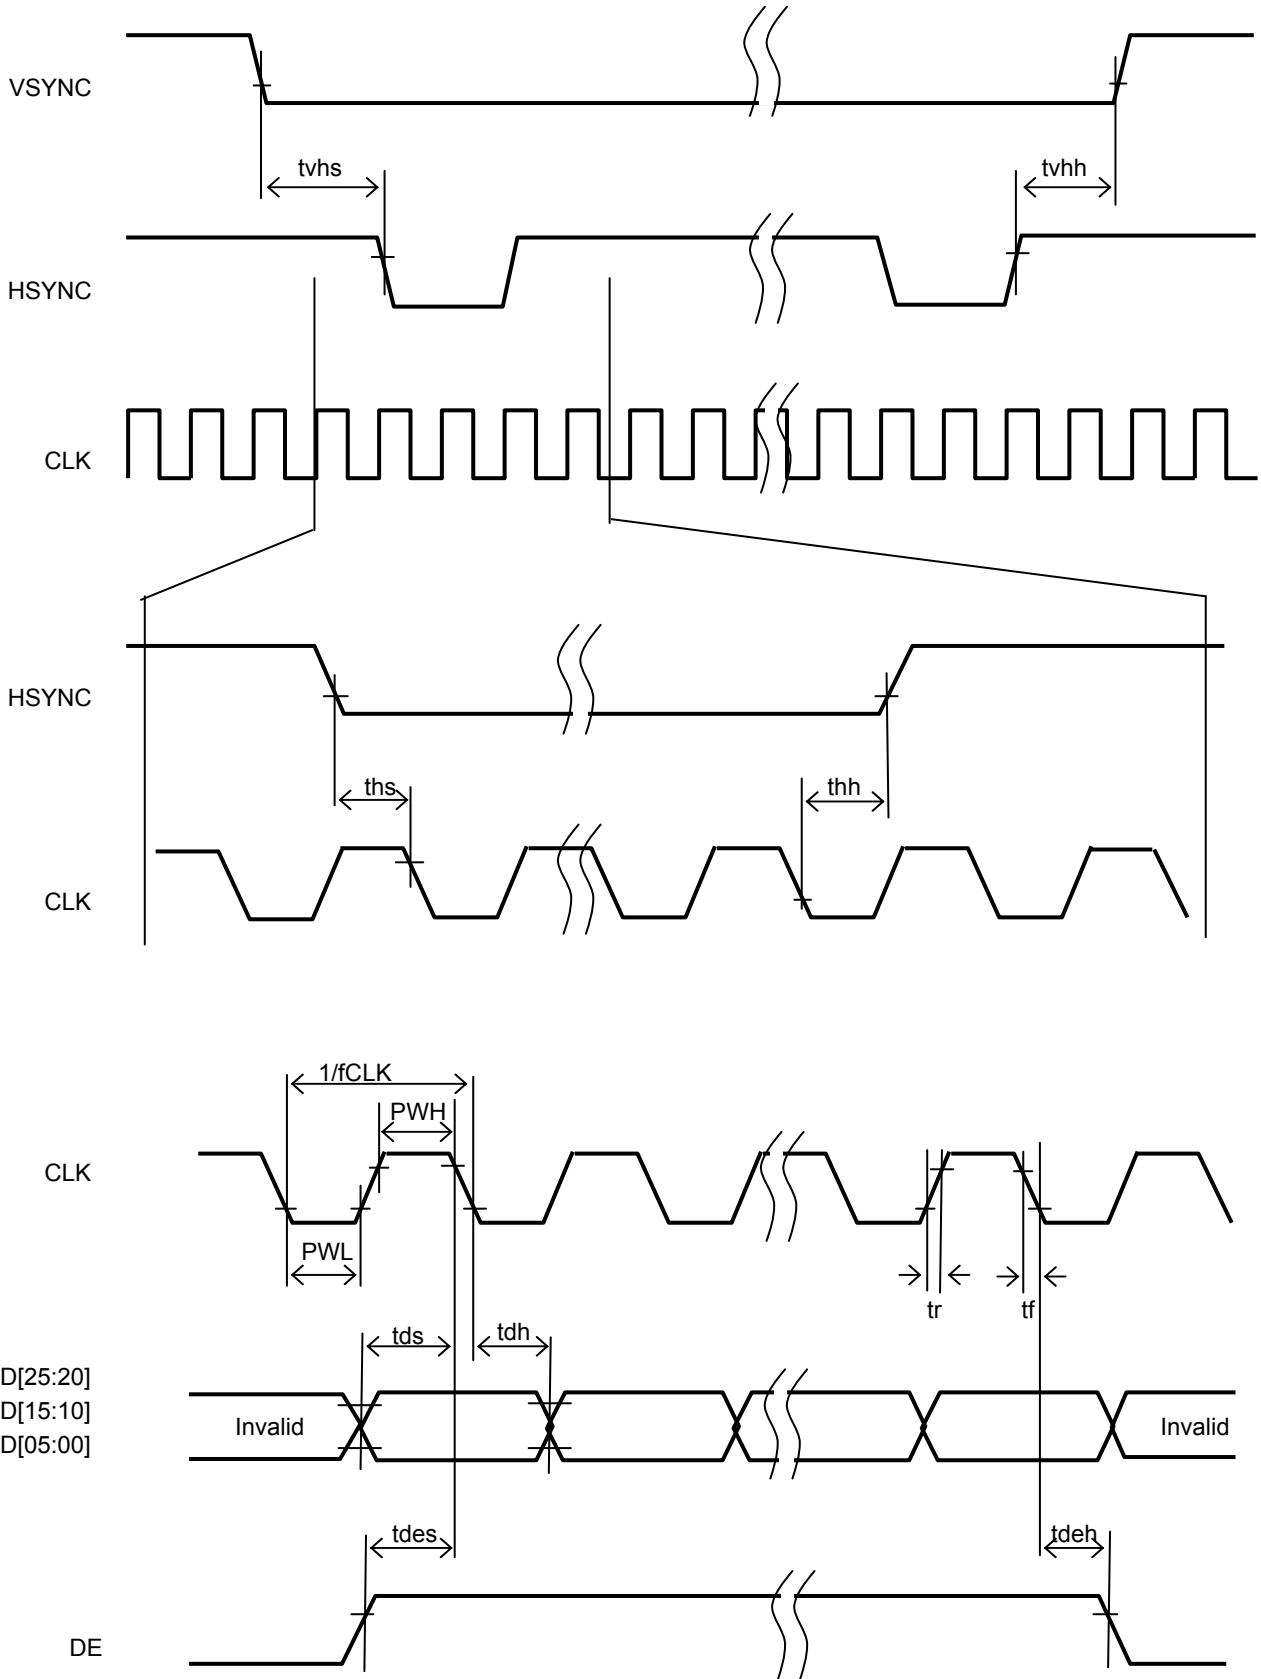 VSYNC
tvhs
tvhh
HSYNC
CLK
HSYNC
ths
thh
CLK
1/fCLK
PWH
CLK
PWL
tr
tf
tds
tdh
D[25:20]
D[15:10]
D[05:00]
Invalid
Invalid
tdes
tdeh
DE